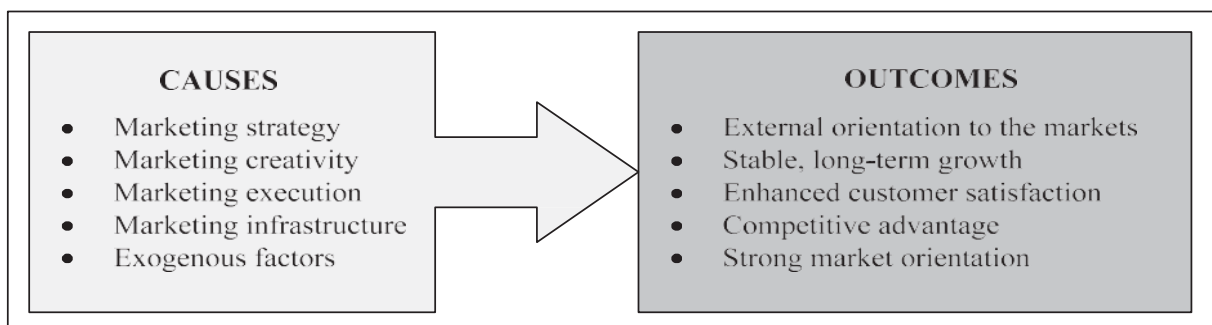 CAUSES
• Marketing strategy
• Marketing creativity
• Marketing execution
• Marketing infrastructure
• Exogenous factors
OUTCOMES
• External orientation to the markets
• Stable, long-term growth
• Enhanced customer satisfaction
• Competitive advantage
• Strong market orientation